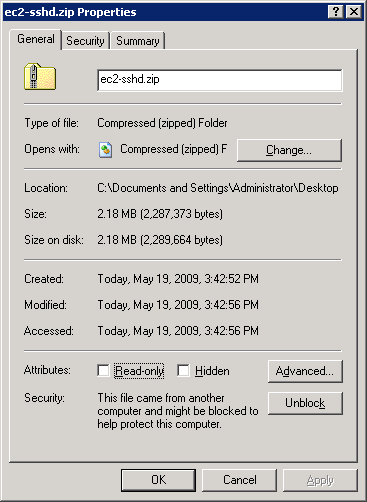 ec2-sshd.zip Properties
General Security Summary
ec2-sshd.zip
Type of file: Compressed (zipped) Folder
Opens with: Compressed (zipped) F Change...
Location: C:\Documents and Settings\Administrator\Desktop
Size: 2.18 MB (2,287,373 bytes)
Size on disk: 2.18 MB (2,289,664 bytes)
Created: Today, May 19, 2009, 3:42:52 PM
Modified: Today, May 19, 2009, 3:42:56 PM
Accessed: Today, May 19, 2009, 3:42:56 PM
Attributes: Read-only Hidden Advanced...
Security: This file came from another
computer and might be blocked to
help protect this computer.
Unblock
OK Cancel Apply